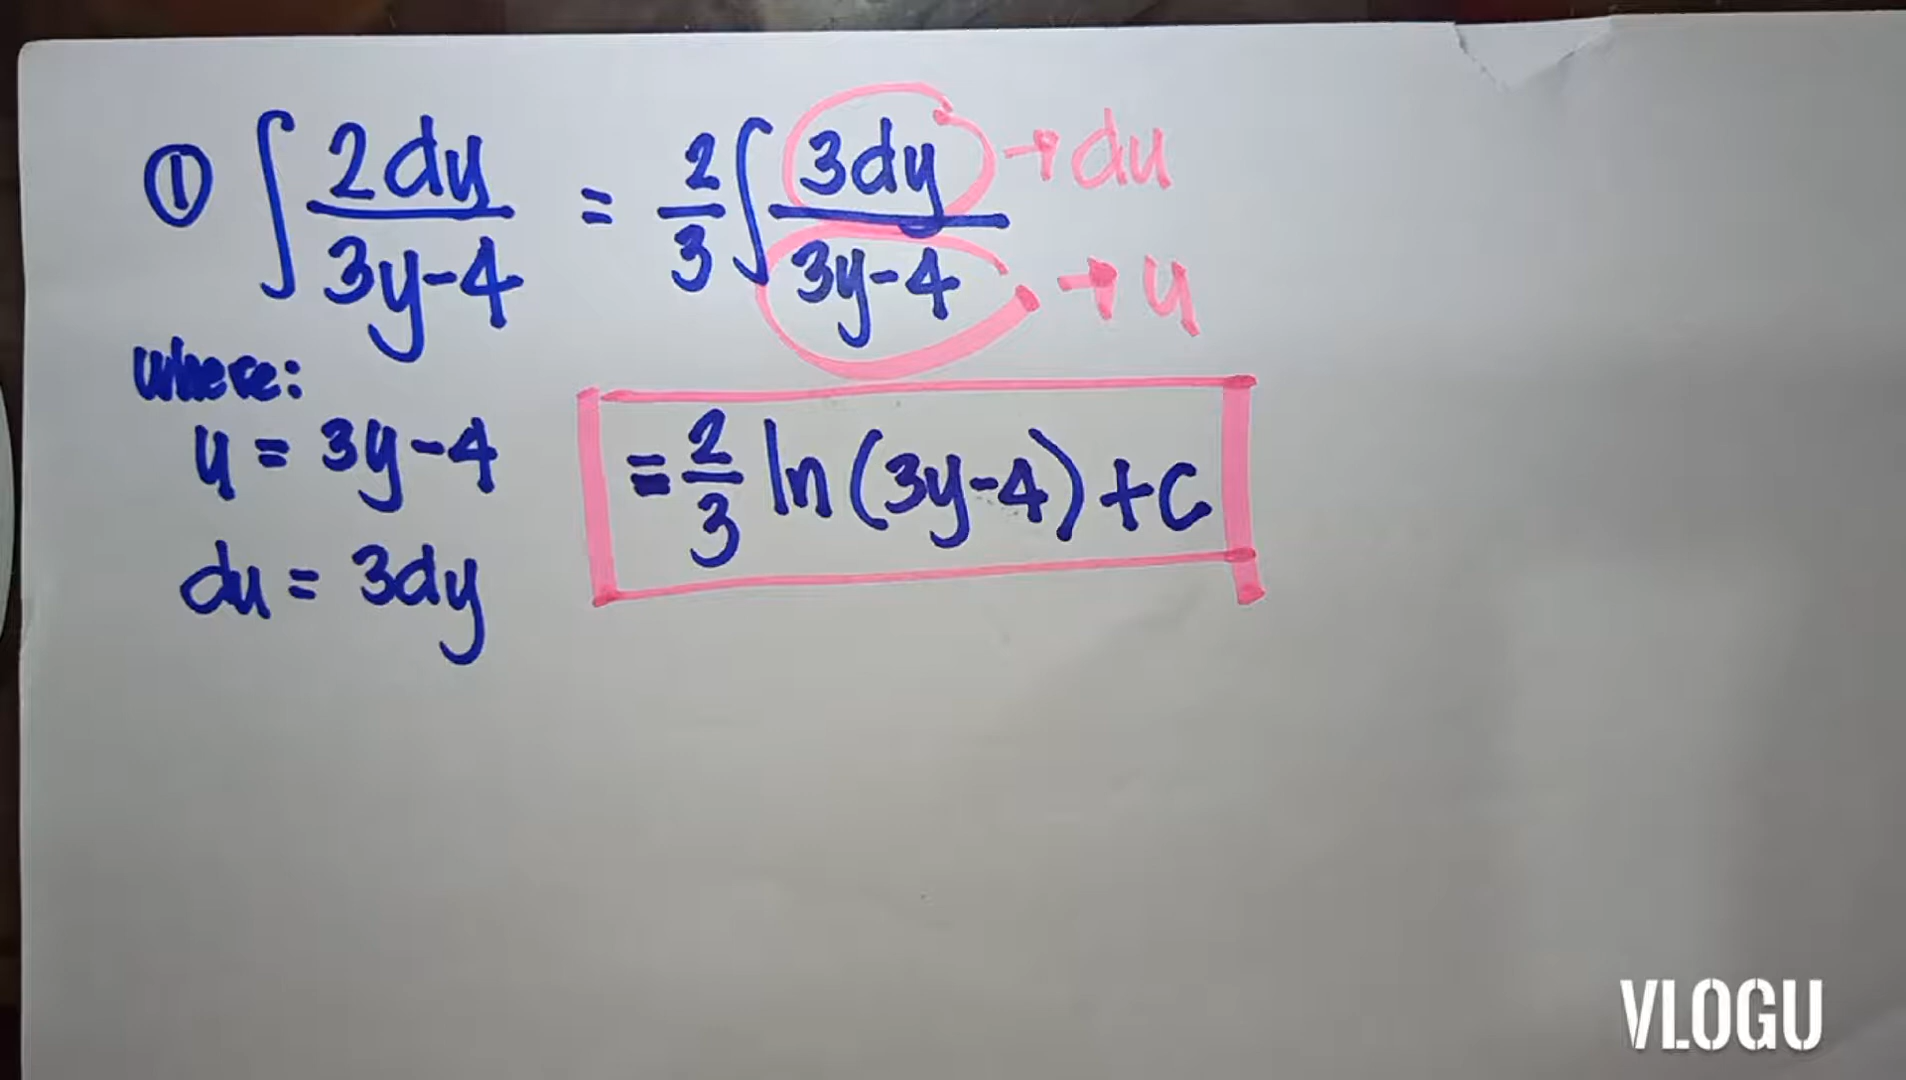 ① ∫ 2dy / 3y-4 = 2/3 ∫ 3dy / 3y-4 → du → u
where:
u = 3y-4
du = 3dy
= 2/3 ln (3y-4) + c
VLOGU